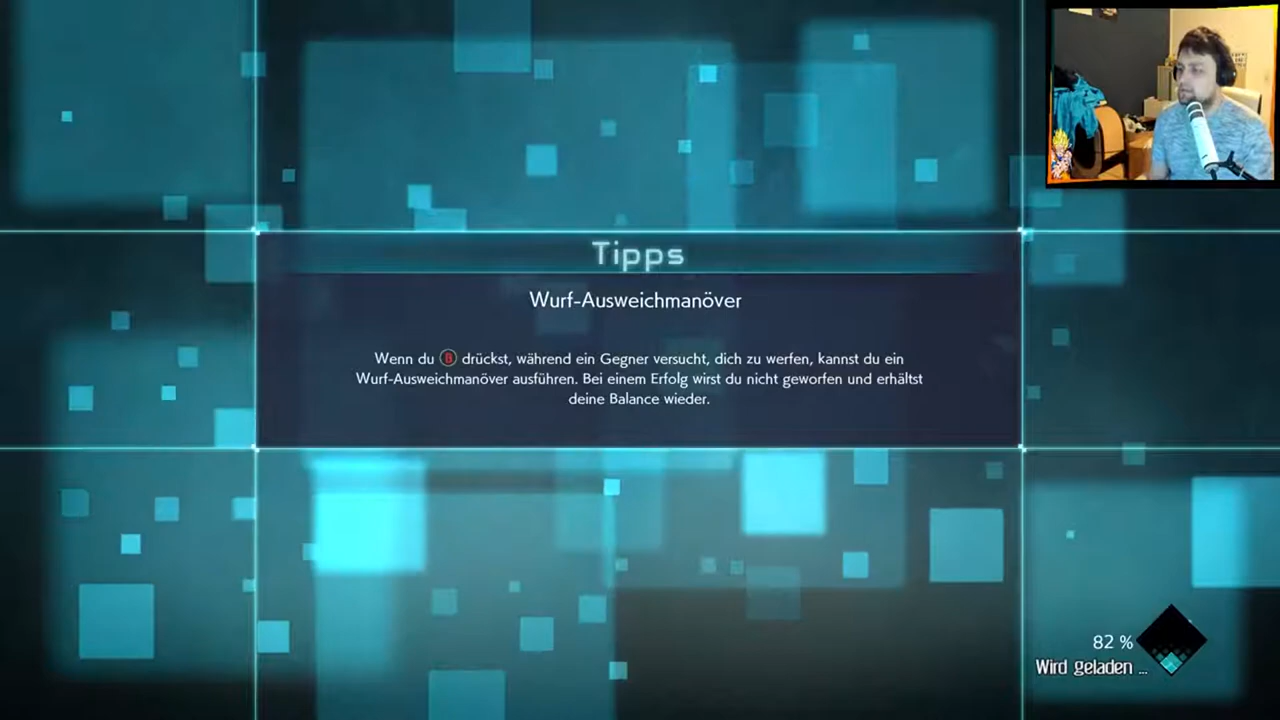 Tipps
Wurf-Ausweichmanöver
Wenn du B drückst, während ein Gegner versucht, dich zu werfen, kannst du ein
Wurf-Ausweichmanöver ausführen. Bei einem Erfolg wirst du nicht geworfen und erhältst
deine Balance wieder.
82 %
Wird geladen ...